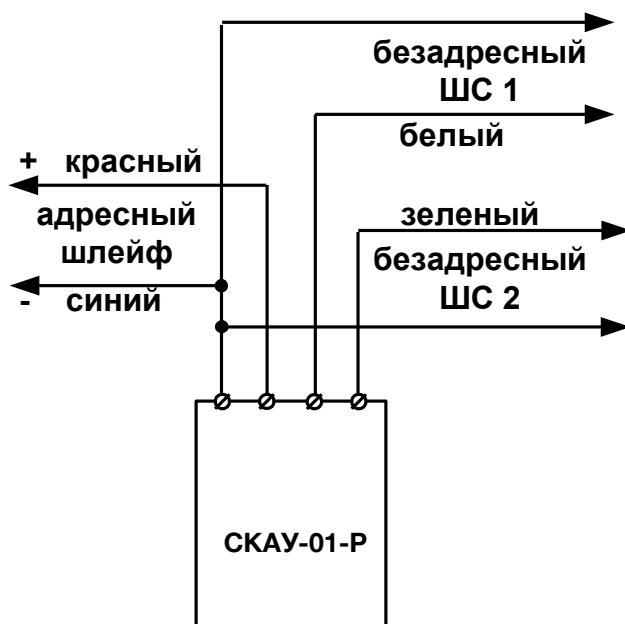 безадресный
ШС 1
белый
+ красный
адресный
шлейф
- синий
зеленый
безадресный
ШС 2
СКАУ-01-Р